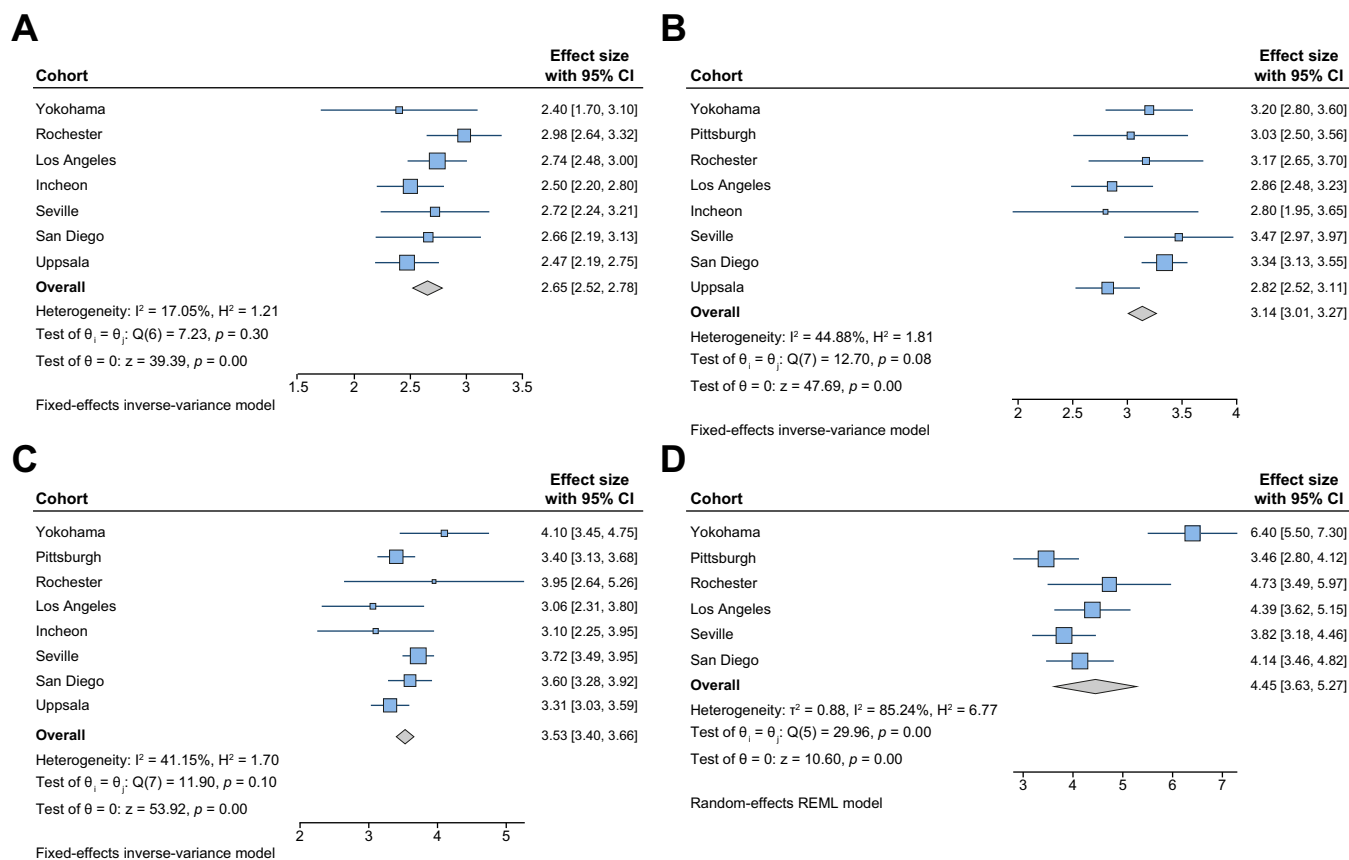 A
Effect size
Cohort with 95% CI
Yokohama 2.40 [1.70, 3.10]
Rochester 2.98 [2.64, 3.32]
Los Angeles 2.74 [2.48, 3.00]
Incheon 2.50 [2.20, 2.80]
Seville 2.72 [2.24, 3.21]
San Diego 2.66 [2.19, 3.13]
Uppsala 2.47 [2.19, 2.75]
Overall 2.65 [2.52, 2.78]
Heterogeneity: I² = 17.05%, H² = 1.21
Test of θᵢ = θⱼ: Q(6) = 7.23, p = 0.30
Test of θ = 0: z = 39.39, p = 0.00
1.5 2 2.5 3 3.5
Fixed-effects inverse-variance model
B
Effect size
Cohort with 95% CI
Yokohama 3.20 [2.80, 3.60]
Pittsburgh 3.03 [2.50, 3.56]
Rochester 3.17 [2.65, 3.70]
Los Angeles 2.86 [2.48, 3.23]
Incheon 2.80 [1.95, 3.65]
Seville 3.47 [2.97, 3.97]
San Diego 3.34 [3.13, 3.55]
Uppsala 2.82 [2.52, 3.11]
Overall 3.14 [3.01, 3.27]
Heterogeneity: I² = 44.88%, H² = 1.81
Test of θᵢ = θⱼ: Q(7) = 12.70, p = 0.08
Test of θ = 0: z = 47.69, p = 0.00
2 2.5 3 3.5 4
Fixed-effects inverse-variance model
C
Effect size
Cohort with 95% CI
Yokohama 4.10 [3.45, 4.75]
Pittsburgh 3.40 [3.13, 3.68]
Rochester 3.95 [2.64, 5.26]
Los Angeles 3.06 [2.31, 3.80]
Incheon 3.10 [2.25, 3.95]
Seville 3.72 [3.49, 3.95]
San Diego 3.60 [3.28, 3.92]
Uppsala 3.31 [3.03, 3.59]
Overall 3.53 [3.40, 3.66]
Heterogeneity: I² = 41.15%, H² = 1.70
Test of θᵢ = θⱼ: Q(7) = 11.90, p = 0.10
Test of θ = 0: z = 53.92, p = 0.00
2 3 4 5
Fixed-effects inverse-variance model
D
Effect size
Cohort with 95% CI
Yokohama 6.40 [5.50, 7.30]
Pittsburgh 3.46 [2.80, 4.12]
Rochester 4.73 [3.49, 5.97]
Los Angeles 4.39 [3.62, 5.15]
Seville 3.82 [3.18, 4.46]
San Diego 4.14 [3.46, 4.82]
Overall 4.45 [3.63, 5.27]
Heterogeneity: τ² = 0.88, I² = 85.24%, H² = 6.77
Test of θᵢ = θⱼ: Q(5) = 29.96, p = 0.00
Test of θ = 0: z = 10.60, p = 0.00
3 4 5 6 7
Random-effects REML model